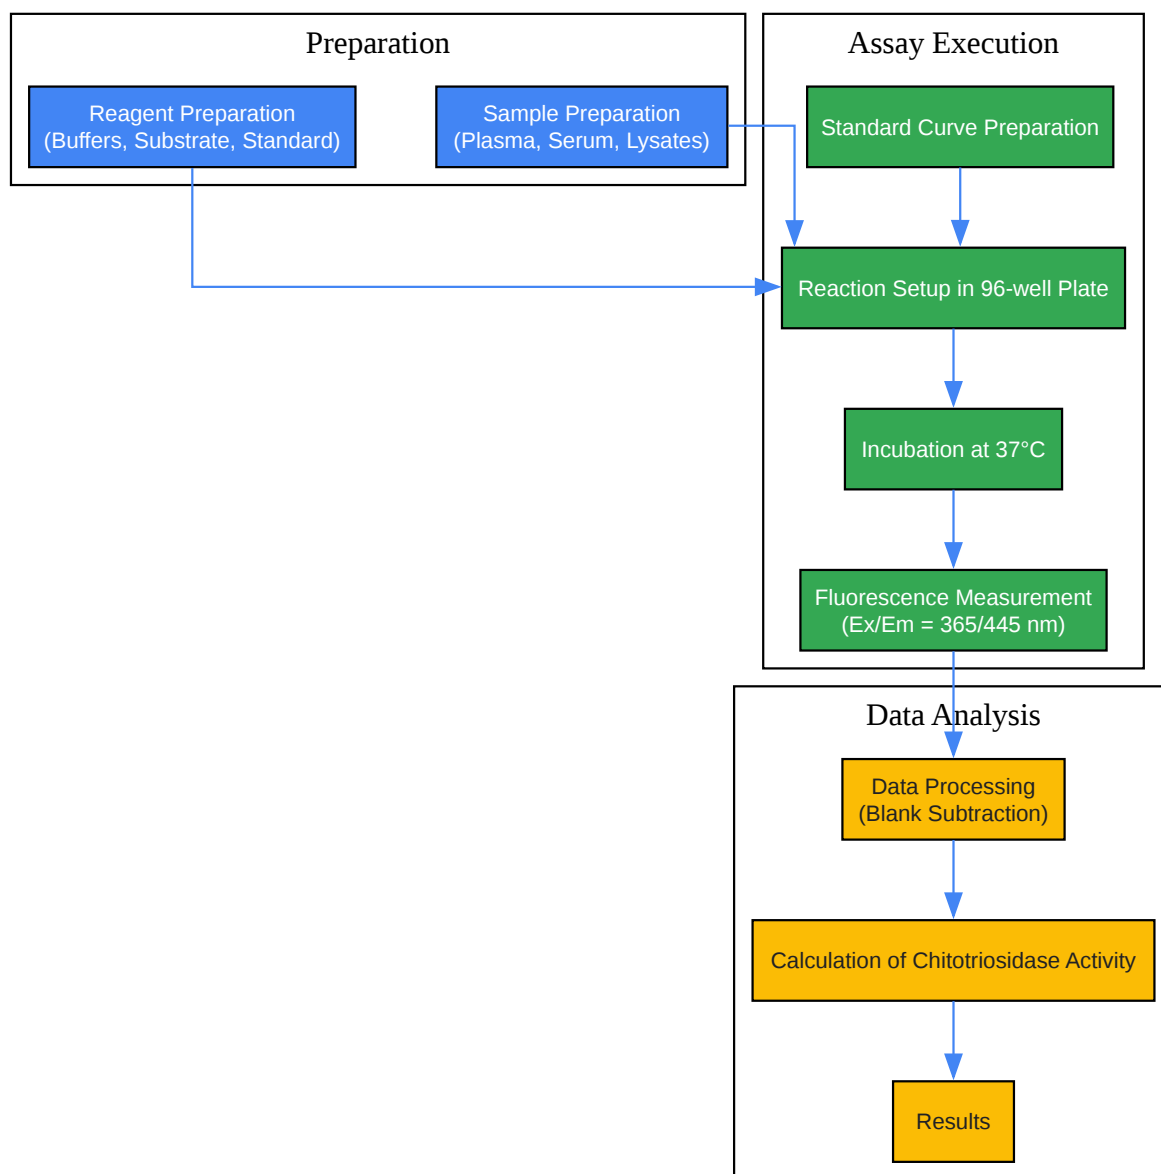 Preparation
Reagent Preparation
(Buffers, Substrate, Standard)
Sample Preparation
(Plasma, Serum, Lysates)
Assay Execution
Standard Curve Preparation
Reaction Setup in 96-well Plate
Incubation at 37°C
Fluorescence Measurement
(Ex/Em = 365/445 nm)
Data Analysis
Data Processing
(Blank Subtraction)
Calculation of Chitotriosidase Activity
Results